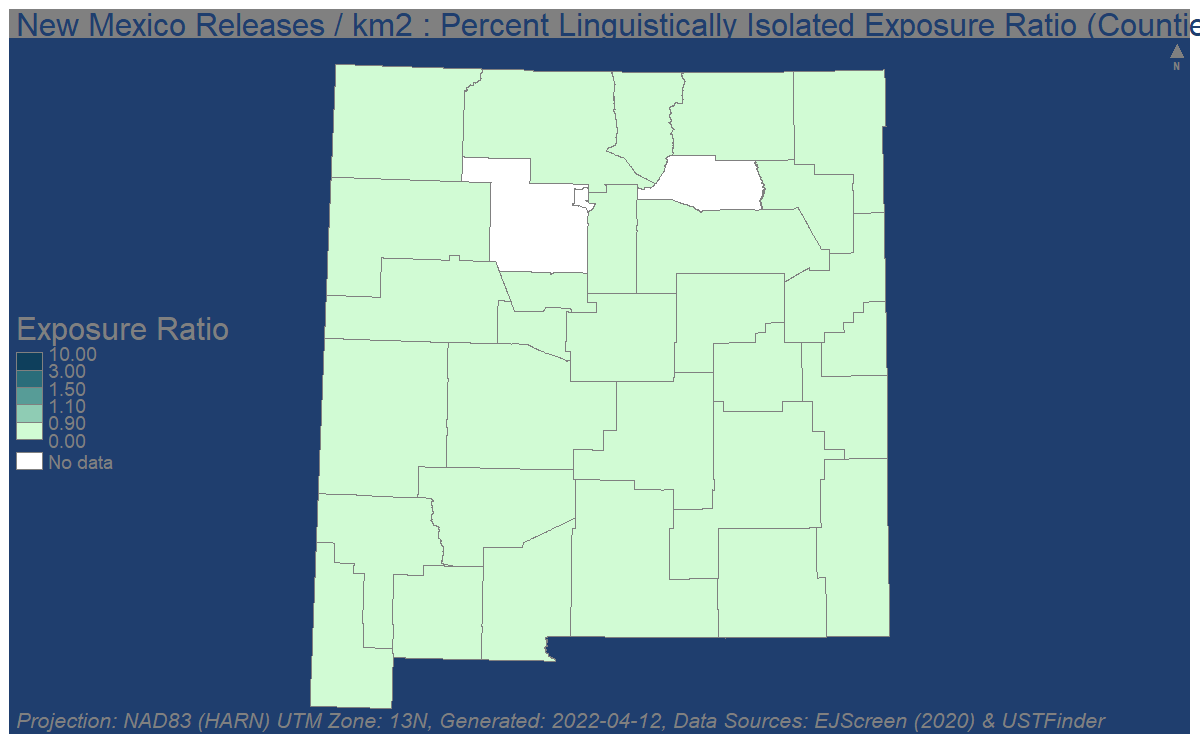 New Mexico Releases / km2 : Percent Linguistically Isolated Exposure Ratio (Countie
N
Exposure Ratio
10.00
3.00
1.50
1.10
0.90
0.00
No data
Projection: NAD83 (HARN) UTM Zone: 13N, Generated: 2022-04-12, Data Sources: EJScreen (2020) & USTFinder